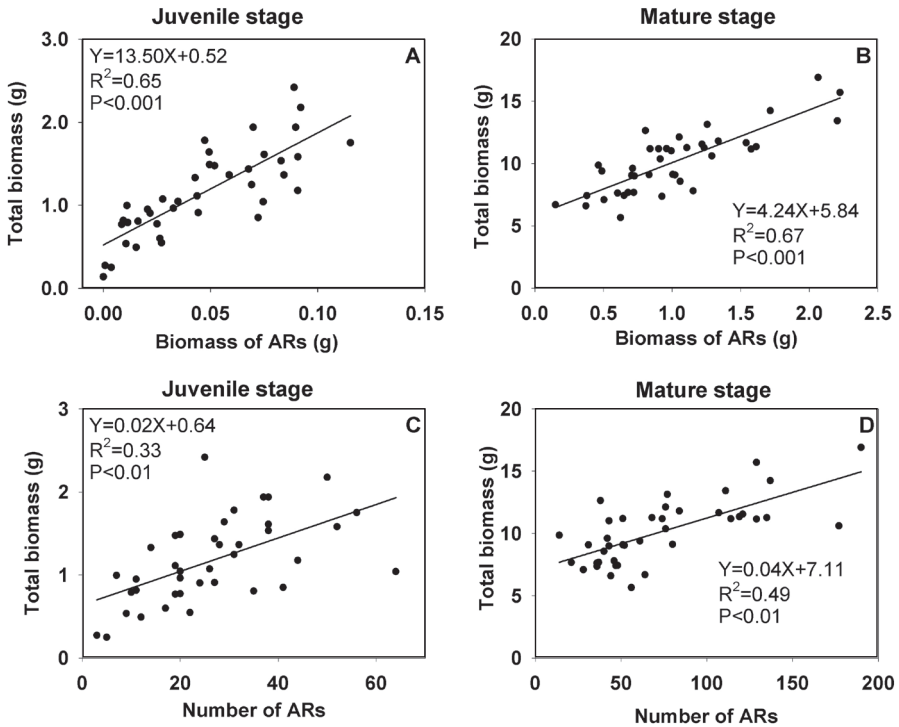 Juvenile stage
Mature stage
3.0
2.0
1.0
0.0
Total biomass (g)
Y=13.50X+0.52
R²=0.65
P<0.001
A
0.00
0.05
0.10
0.15
Biomass of ARs (g)
20
15
10
5
0
Total biomass (g)
B
Y=4.24X+5.84
R²=0.67
P<0.001
0.0
0.5
1.0
1.5
2.0
2.5
Biomass of ARs (g)
Juvenile stage
Mature stage
3
2
1
0
Total biomass (g)
Y=0.02X+0.64
R²=0.33
P<0.01
C
0
20
40
60
Number of ARs
20
15
10
5
0
Total biomass (g)
D
Y=0.04X+7.11
R²=0.49
P<0.01
0
50
100
150
200
Number of ARs